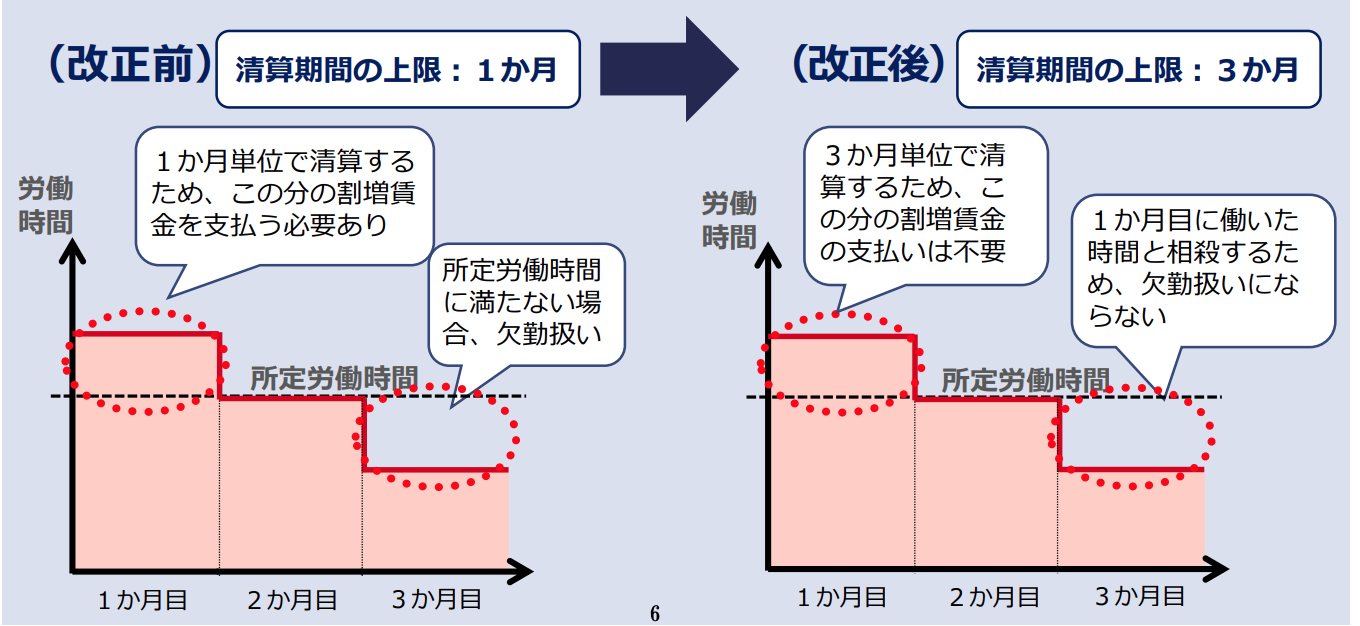 （改正前）
清算期間の上限：１か月
１か月単位で清算する
ため、この分の割増賃
金を支払う必要あり
労働
時間
所定労働時間
に満たない場
合、欠勤扱い
所定労働時間
１か月目
２か月目
３か月目
（改正後）
清算期間の上限：３か月
３か月単位で清
算するため、こ
の分の割増賃金
の支払いは不要
労働
時間
１か月目に働いた
時間と相殺するた
め、欠勤扱いにな
らない
所定労働時間
１か月目
２か月目
３か月目
6